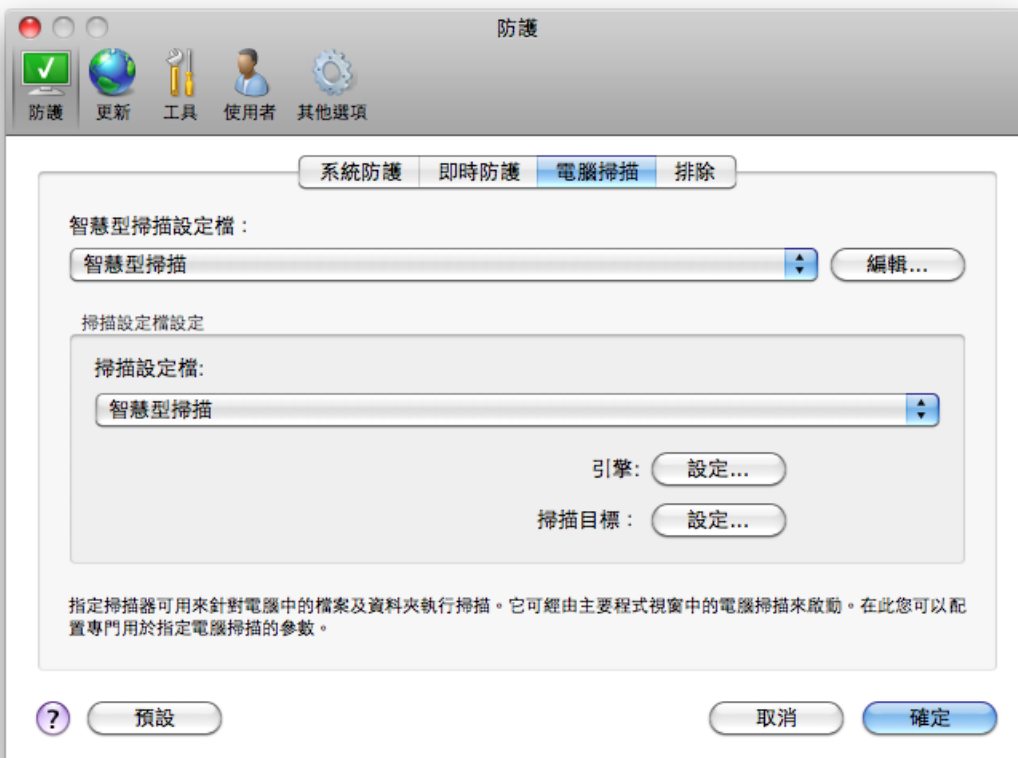 防護
防護 更新 工具 使用者 其他選項
系統防護 即時防護 電腦掃描 排除
智慧型掃描設定檔：
智慧型掃描 編輯...
掃描設定檔設定
掃描設定檔:
智慧型掃描
引擎: 設定...
掃描目標： 設定...
指定掃描器可用來針對電腦中的檔案及資料夾執行掃描。它可經由主要程式視窗中的電腦掃描來啟動。在此您可以配
置專門用於指定電腦掃描的參數。
? 預設 取消 確定